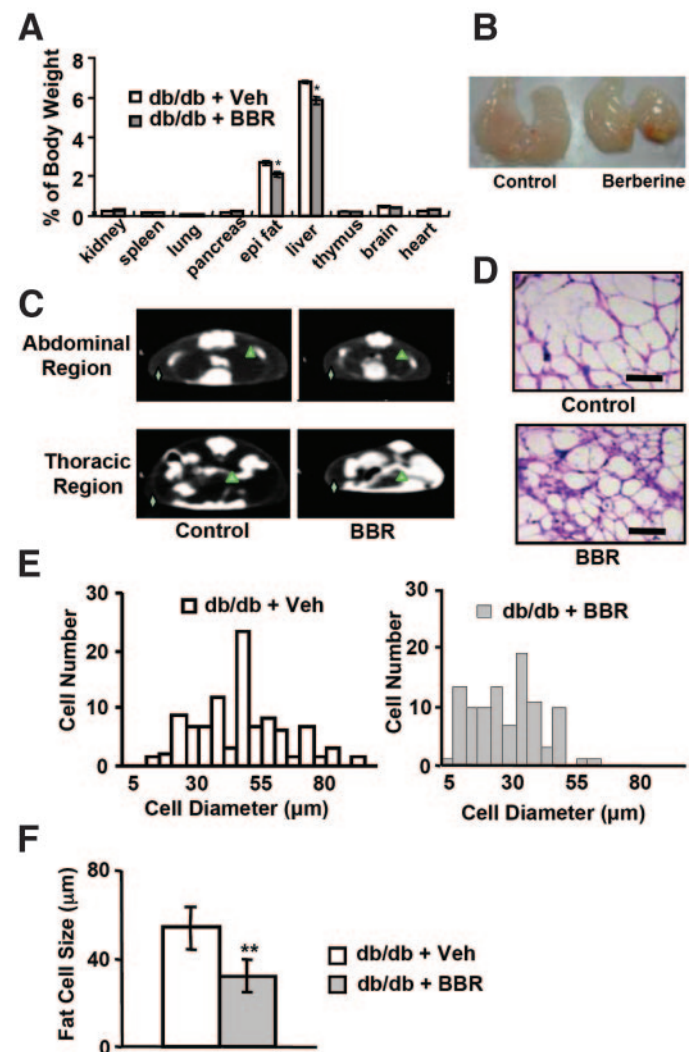 A
8
6
4
2
0
% of Body Weight
db/db + Veh
db/db + BBR
*
*
kidney
spleen
lung
pancreas
epi fat
liver
thymus
brain
heart
B
Control
Berberine
C
Abdominal
Region
Thoracic
Region
Control
BBR
D
Control
BBR
E
30
20
10
0
Cell Number
db/db + Veh
5
30
55
80
Cell Diameter (μm)
30
20
10
0
Cell Number
db/db + BBR
5
30
55
80
Cell Diameter (μm)
F
80
40
0
Fat Cell Size (μm)
**
db/db + Veh
db/db + BBR